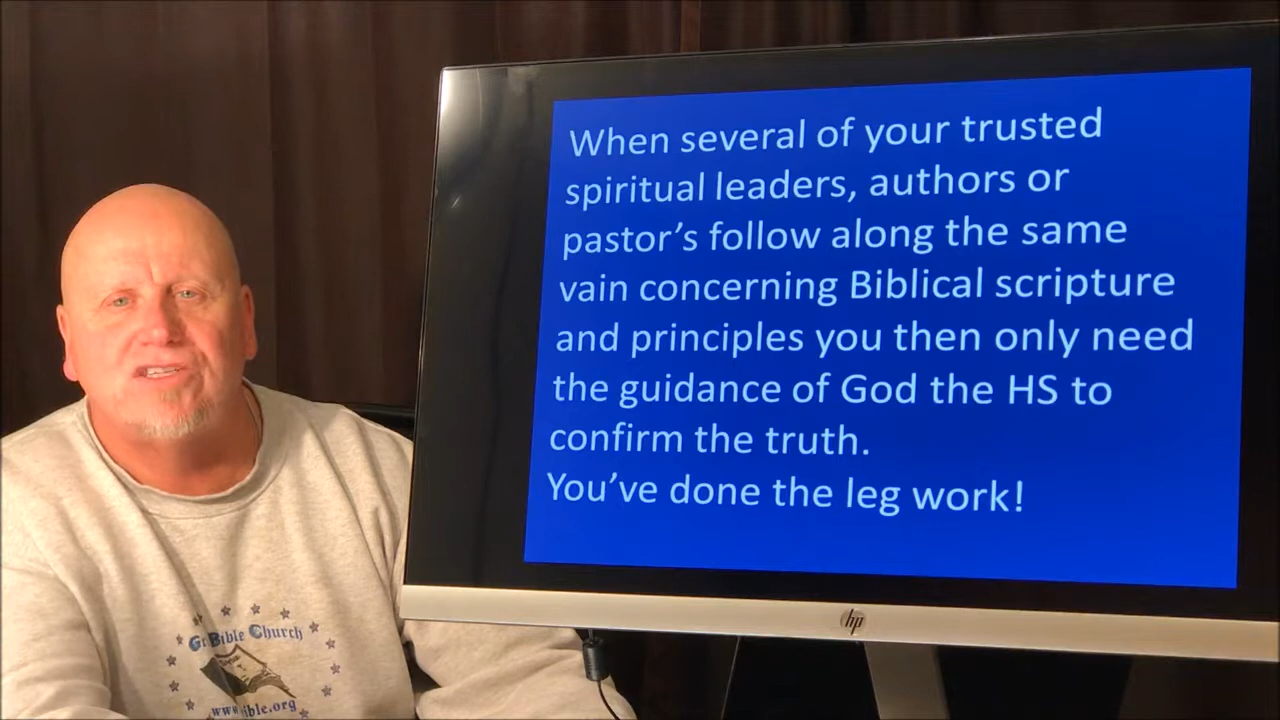 When several of your trusted
spiritual leaders, authors or
pastor's follow along the same
vain concerning Biblical scripture
and principles you then only need
the guidance of God the HS to
confirm the truth.
You've done the leg work!
hp
Bible Church